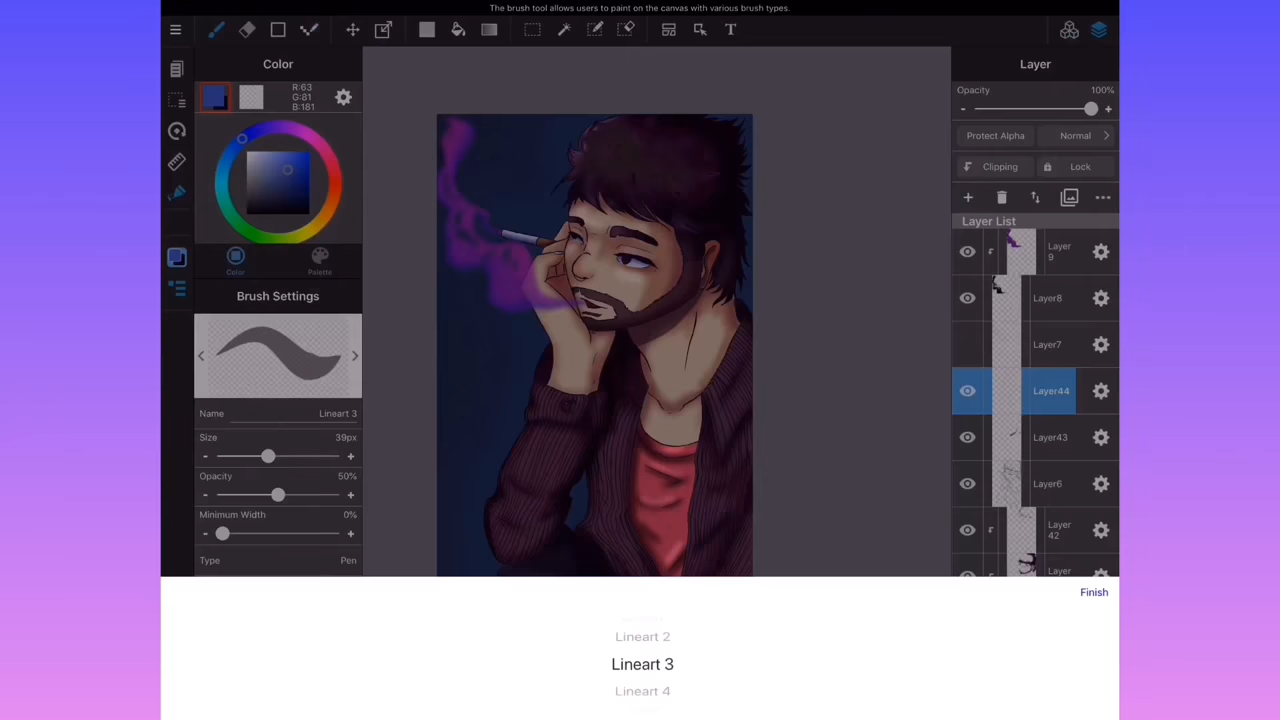 The brush tool allows users to paint on the canvas with various brush types.
T
Color
Layer
R:63
G:81
B:181
Opacity 100%
- +
Protect Alpha Normal
Clipping Lock
Layer List
Layer 9
Layer8
Layer7
Layer44
Layer43
Layer6
Layer 42
Layer
Color Palette
Brush Settings
Name Lineart 3
Size 39px
- +
Opacity 50%
- +
Minimum Width 0%
- +
Type Pen
Finish
Lineart 2
Lineart 3
Lineart 4